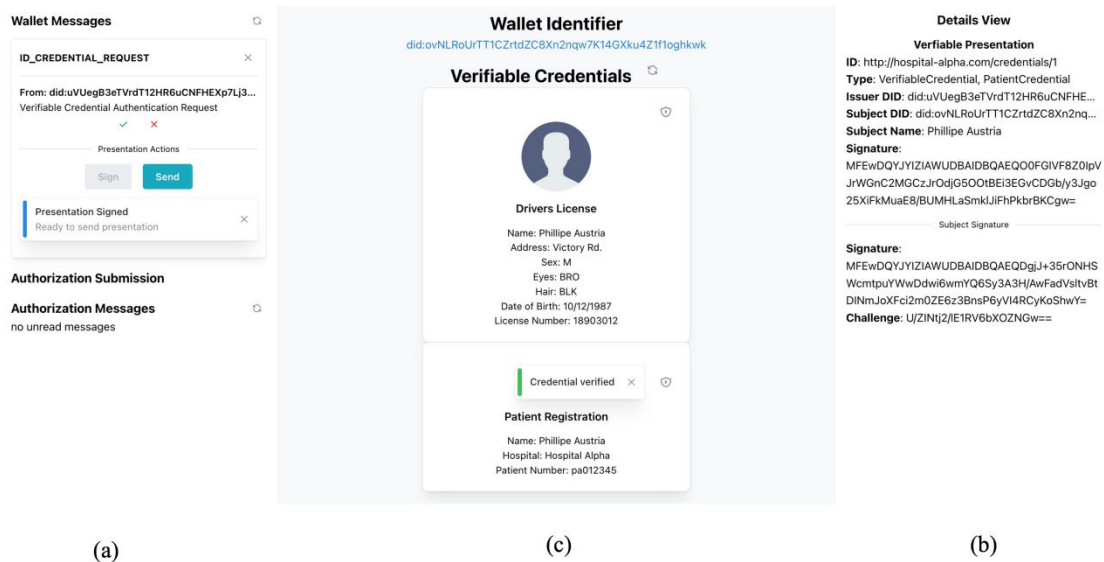 Wallet Messages
ID_CREDENTIAL_REQUEST
From: did:uVUegB3eTVrdT12HR6uCNFHEXp7Lj3...
Verifiable Credential Authentication Request
Presentation Actions
Sign
Send
Presentation Signed
Ready to send presentation
Authorization Submission
Authorization Messages
no unread messages
(a)
Wallet Identifier
did:ovNLRoUrTT1CZrtdZC8Xn2nqw7K14GXku4Z1f1oghkwk
Verifiable Credentials
Drivers License
Name: Phillipe Austria
Address: Victory Rd.
Sex: M
Eyes: BRO
Hair: BLK
Date of Birth: 10/12/1987
License Number: 18903012
Credential verified
Patient Registration
Name: Phillipe Austria
Hospital: Hospital Alpha
Patient Number: pa012345
(c)
Details View
Verfiable Presentation
ID: http://hospital-alpha.com/credentials/1
Type: VerifiableCredential, PatientCredential
Issuer DID: did:uVUegB3eTVrdT12HR6uCNFHE...
Subject DID: did:ovNLRoUrTT1CZrtdZC8Xn2nq...
Subject Name: Phillipe Austria
Signature:
MFEwDQYJYIZIAWUDBAIDBQAEQO0FGIVF8Z0IpV
JrWGnC2MGCzJrOdjG5OOtBEi3EGvCDGb/y3Jgo
25XiFkMuaE8/BUMHLaSmklJiFhPkbrBKCgw=
Subject Signature
Signature:
MFEwDQYJYIZIAWUDBAIDBQAEQDgjJ+35rONHS
WcmtpuYWwDdwi6wmYQ6Sy3A3H/AwFadVsltvBt
DlNmJoXFci2m0ZE6z3BnsP6yVI4RCyKoShwY=
Challenge: U/ZINtj2/lE1RV6bXOZNGw==
(b)